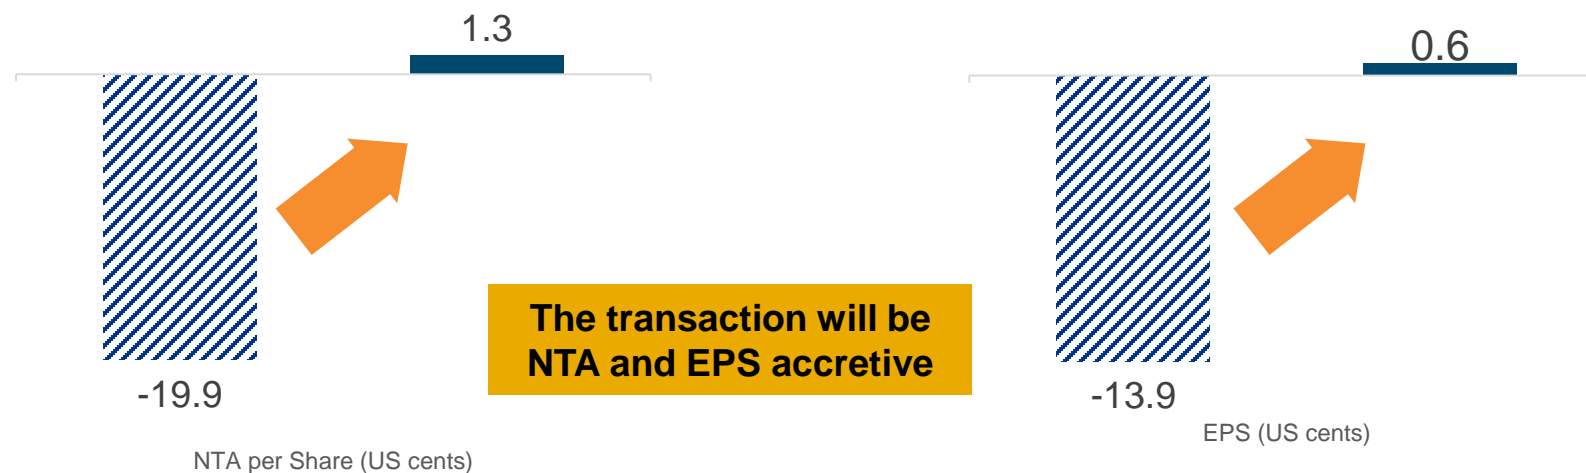 1.3
-19.9
NTA per Share (US cents)
The transaction will be
NTA and EPS accretive
0.6
-13.9
EPS (US cents)